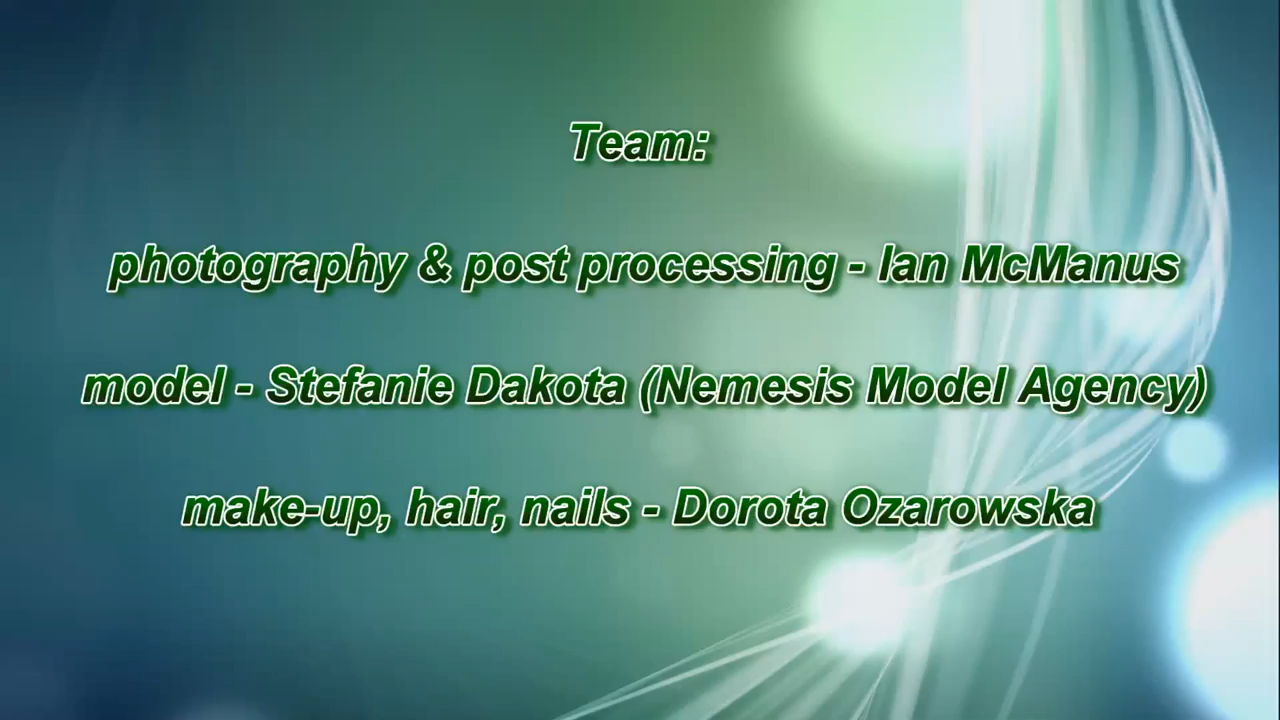 Team:
photography & post processing - Ian McManus
model - Stefanie Dakota (Nemesis Model Agency)
make-up, hair, nails - Dorota Ozarowska